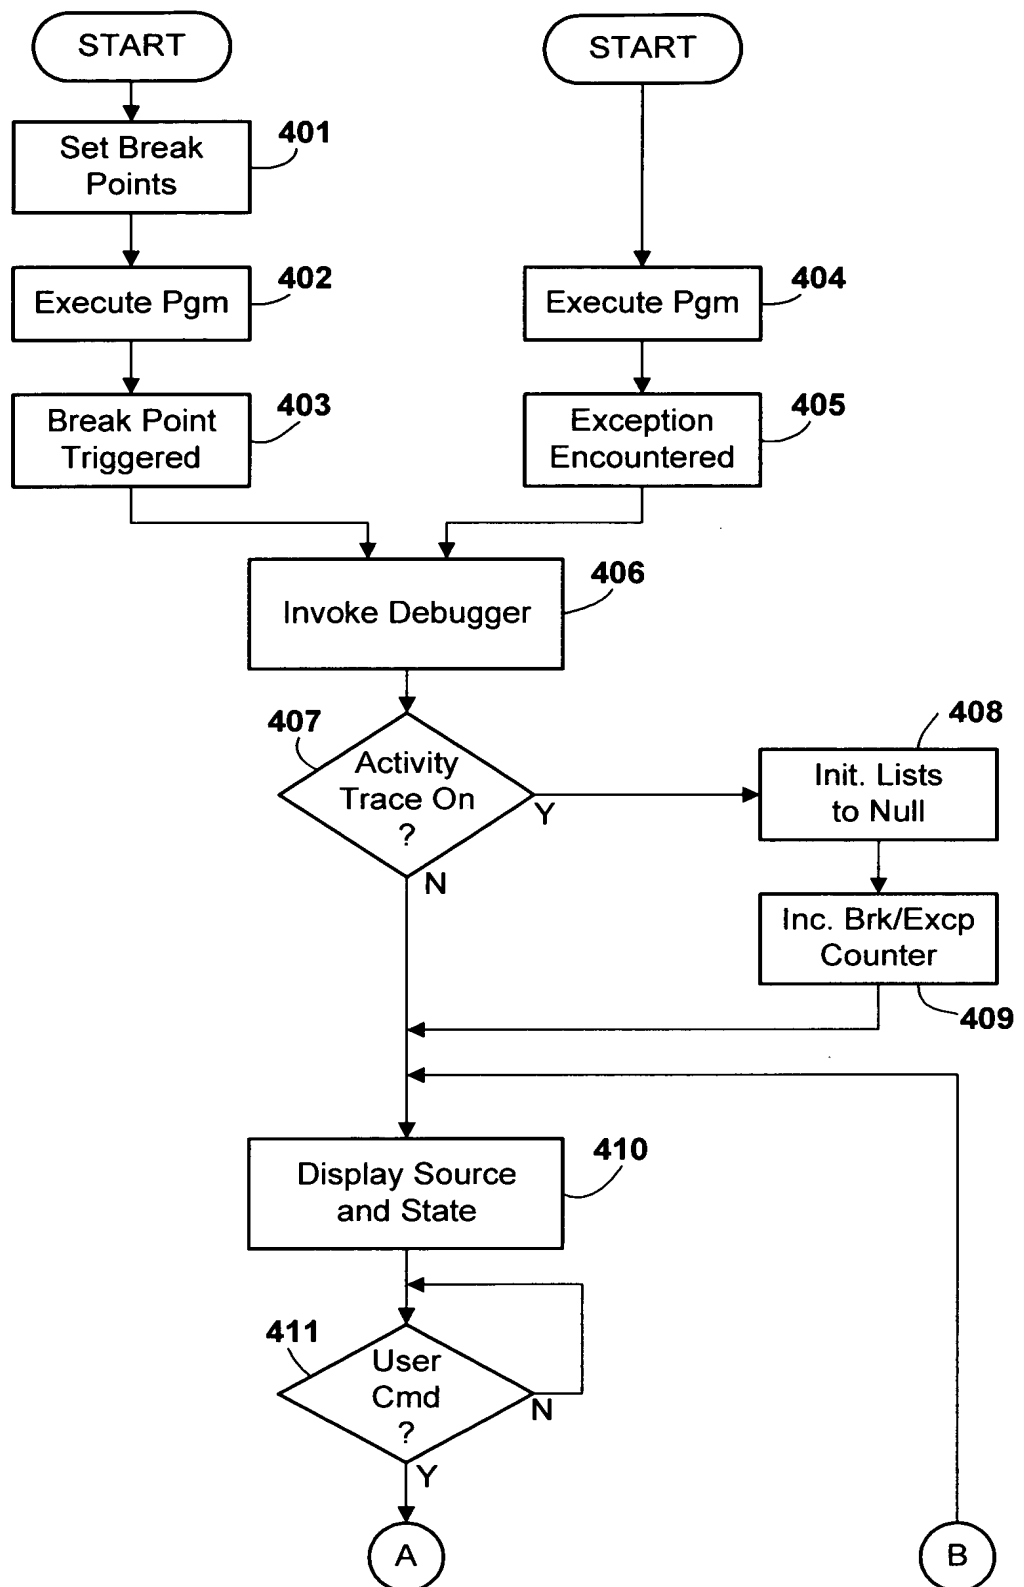 START
START
401
Set Break
Points
402
Execute Pgm
404
Execute Pgm
403
Break Point
Triggered
405
Exception
Encountered
406
Invoke Debugger
407
Activity
Trace On
?
Y
N
408
Init. Lists
to Null
Inc. Brk/Excp
Counter
409
410
Display Source
and State
411
User
Cmd
?
N
Y
A
B